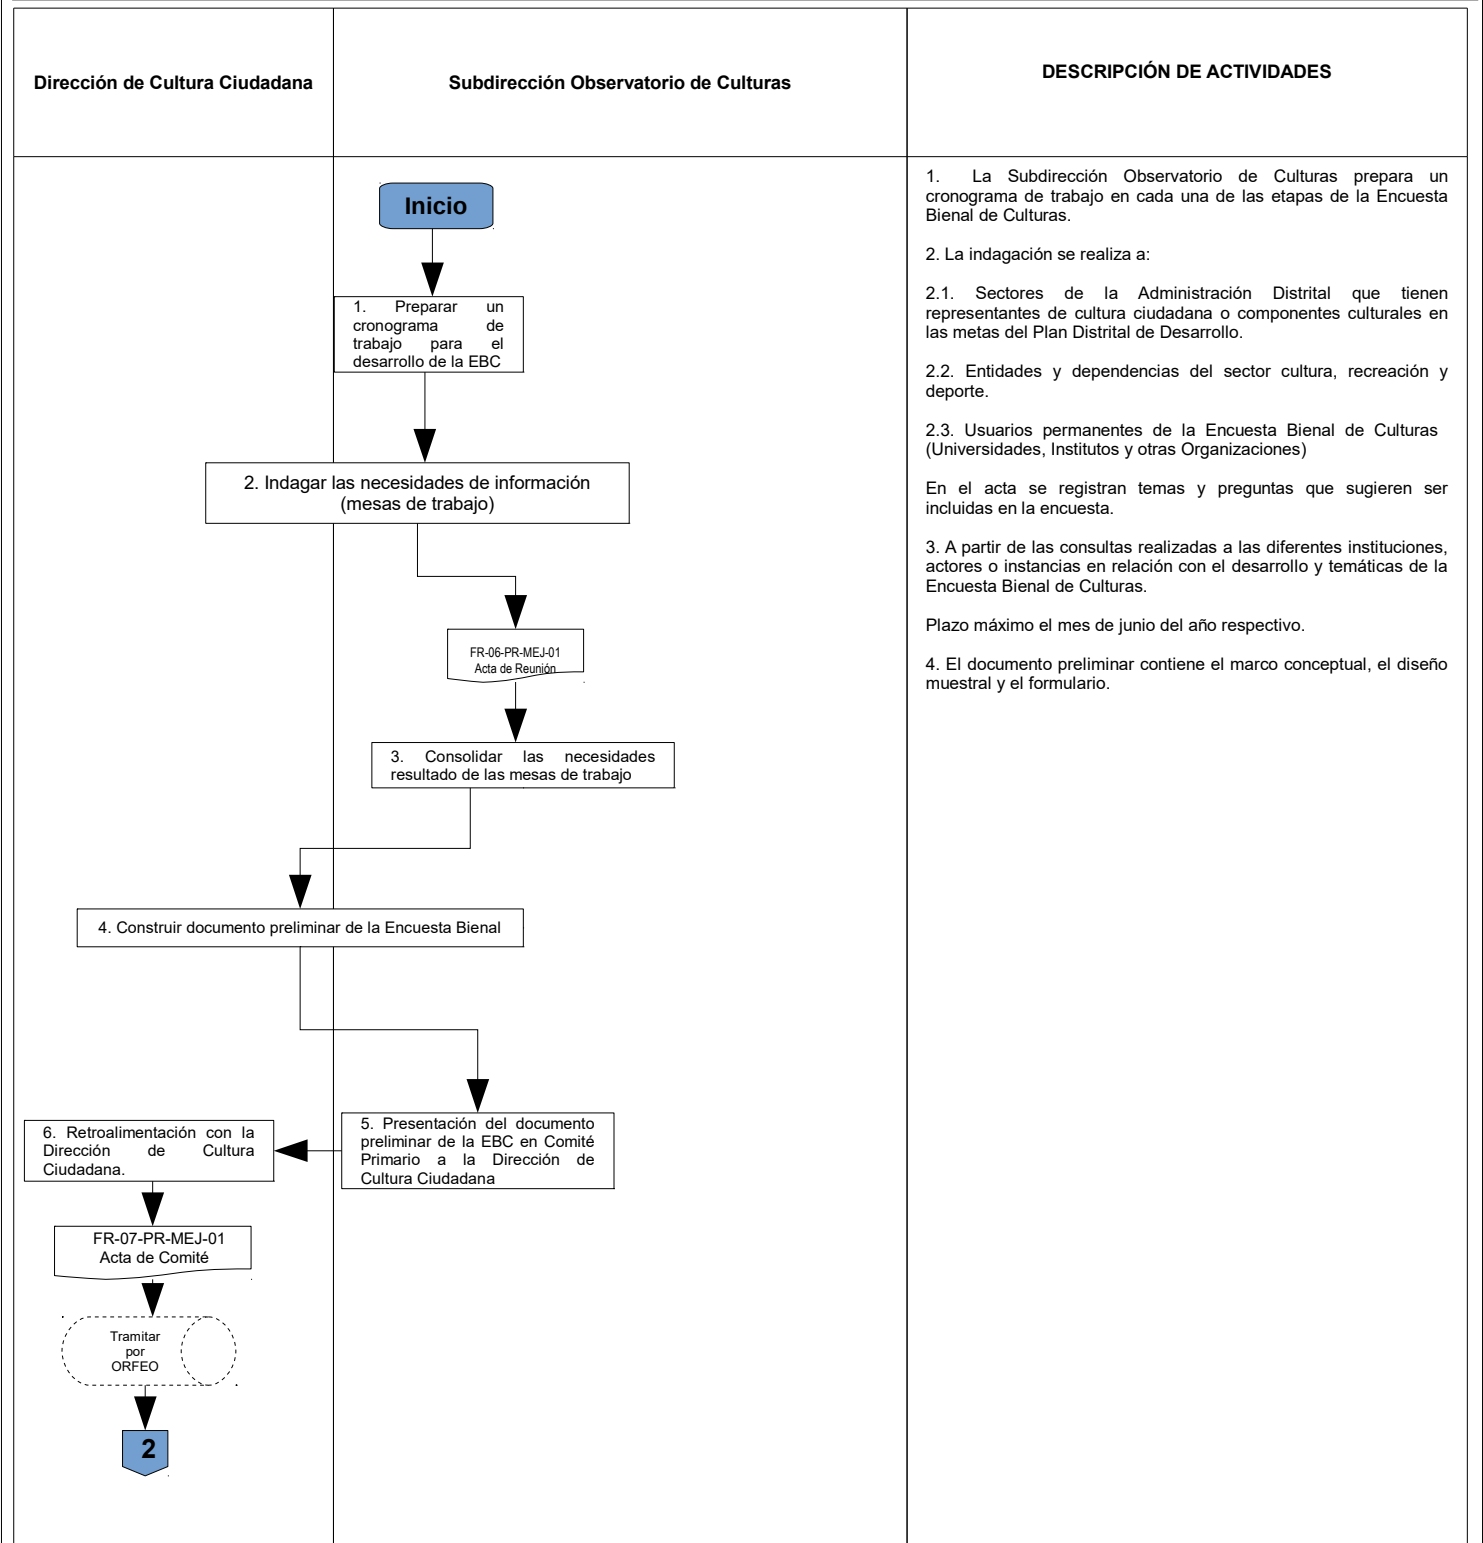 Dirección de Cultura Ciudadana
Subdirección Observatorio de Culturas
DESCRIPCIÓN DE ACTIVIDADES
Inicio
1. Preparar un
cronograma de
trabajo para el
desarrollo de la EBC
2. Indagar las necesidades de información
(mesas de trabajo)
FR-06-PR-MEJ-01
Acta de Reunión
3. Consolidar las necesidades
resultado de las mesas de trabajo
4. Construir documento preliminar de la Encuesta Bienal
5. Presentación del documento
preliminar de la EBC en Comité
Primario a la Dirección de
Cultura Ciudadana
6. Retroalimentación con la
Dirección de Cultura
Ciudadana.
FR-07-PR-MEJ-01
Acta de Comité
Tramitar
por
ORFEO
2
1. La Subdirección Observatorio de Culturas prepara un
cronograma de trabajo en cada una de las etapas de la Encuesta
Bienal de Culturas.
2. La indagación se realiza a:
2.1. Sectores de la Administración Distrital que tienen
representantes de cultura ciudadana o componentes culturales en
las metas del Plan Distrital de Desarrollo.
2.2. Entidades y dependencias del sector cultura, recreación y
deporte.
2.3. Usuarios permanentes de la Encuesta Bienal de Culturas
(Universidades, Institutos y otras Organizaciones)
En el acta se registran temas y preguntas que sugieren ser
incluidas en la encuesta.
3. A partir de las consultas realizadas a las diferentes instituciones,
actores o instancias en relación con el desarrollo y temáticas de la
Encuesta Bienal de Culturas.
Plazo máximo el mes de junio del año respectivo.
4. El documento preliminar contiene el marco conceptual, el diseño
muestral y el formulario.